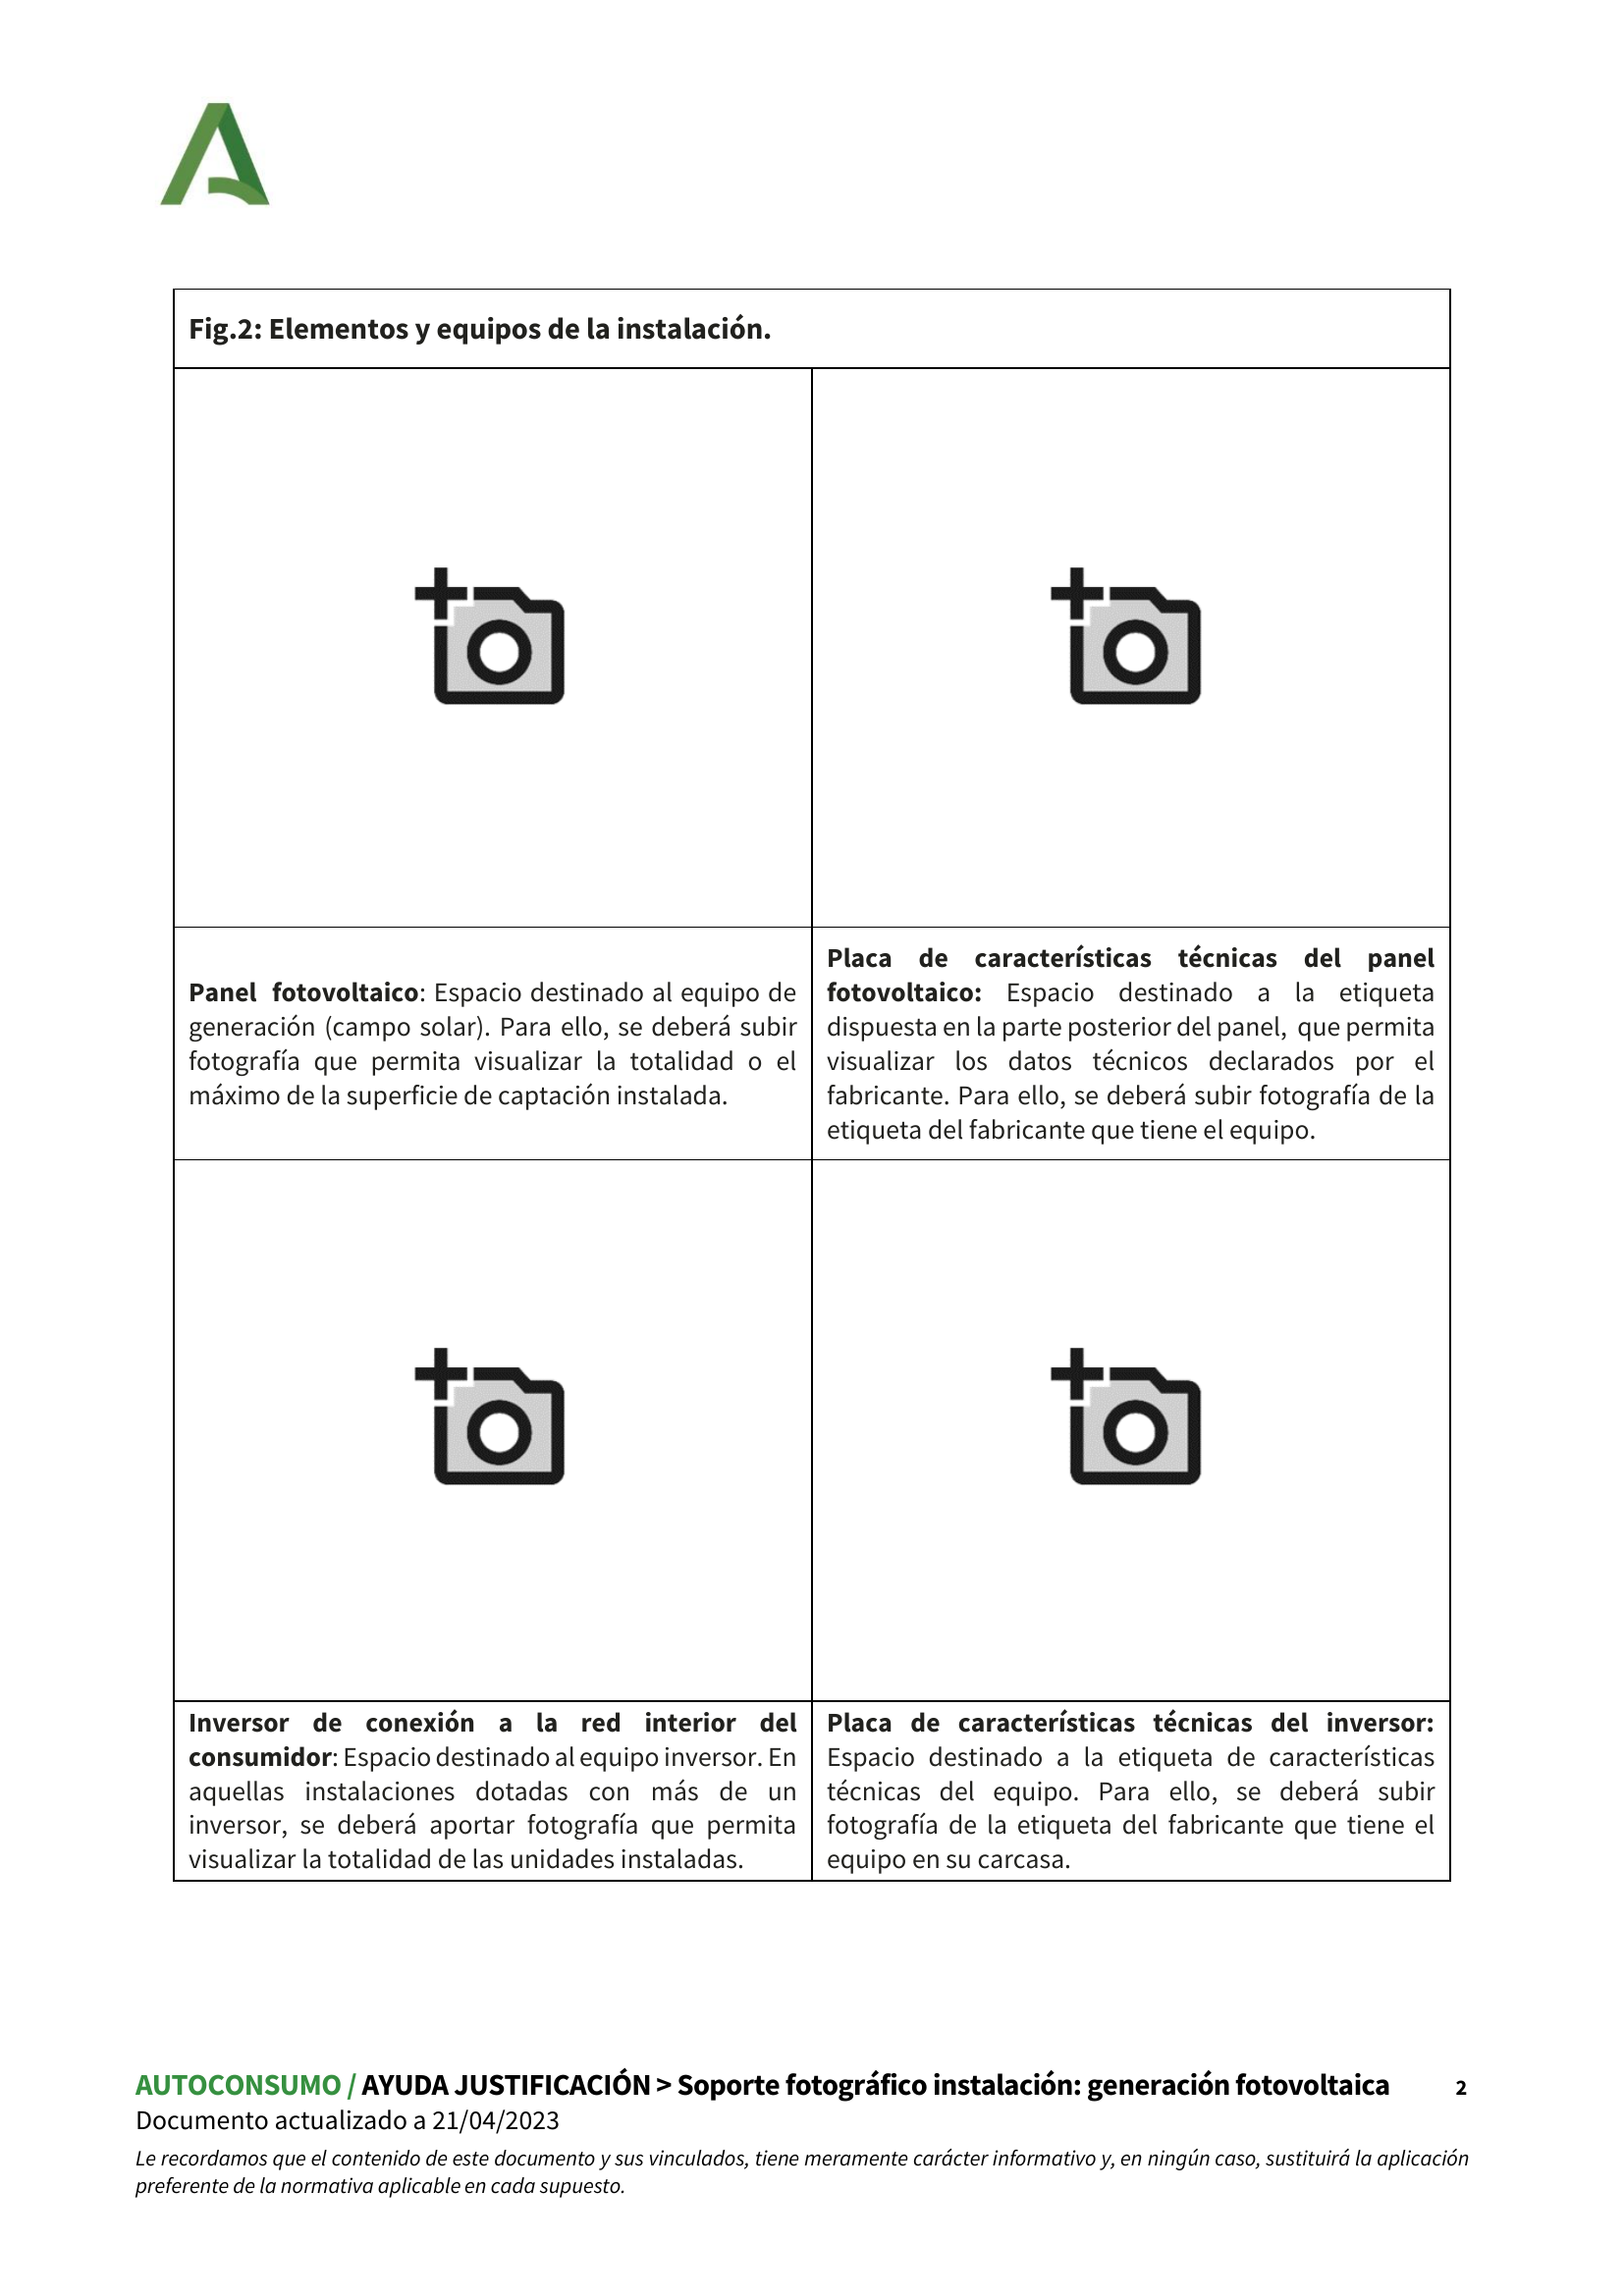 Fig.2: Elementos y equipos de la instalación.
Panel fotovoltaico: Espacio destinado al equipo de
generación (campo solar). Para ello, se deberá subir
fotografía que permita visualizar la totalidad o el
máximo de la superficie de captación instalada.
Placa de características técnicas del panel
fotovoltaico: Espacio destinado a la etiqueta
dispuesta en la parte posterior del panel, que permita
visualizar los datos técnicos declarados por el
fabricante. Para ello, se deberá subir fotografía de la
etiqueta del fabricante que tiene el equipo.
Inversor de conexión a la red interior del
consumidor: Espacio destinado al equipo inversor. En
aquellas instalaciones dotadas con más de un
inversor, se deberá aportar fotografía que permita
visualizar la totalidad de las unidades instaladas.
Placa de características técnicas del inversor:
Espacio destinado a la etiqueta de características
técnicas del equipo. Para ello, se deberá subir
fotografía de la etiqueta del fabricante que tiene el
equipo en su carcasa.
AUTOCONSUMO / AYUDA JUSTIFICACIÓN > Soporte fotográfico instalación: generación fotovoltaica 2
Documento actualizado a 21/04/2023
Le recordamos que el contenido de este documento y sus vinculados, tiene meramente carácter informativo y, en ningún caso, sustituirá la aplicación
preferente de la normativa aplicable en cada supuesto.